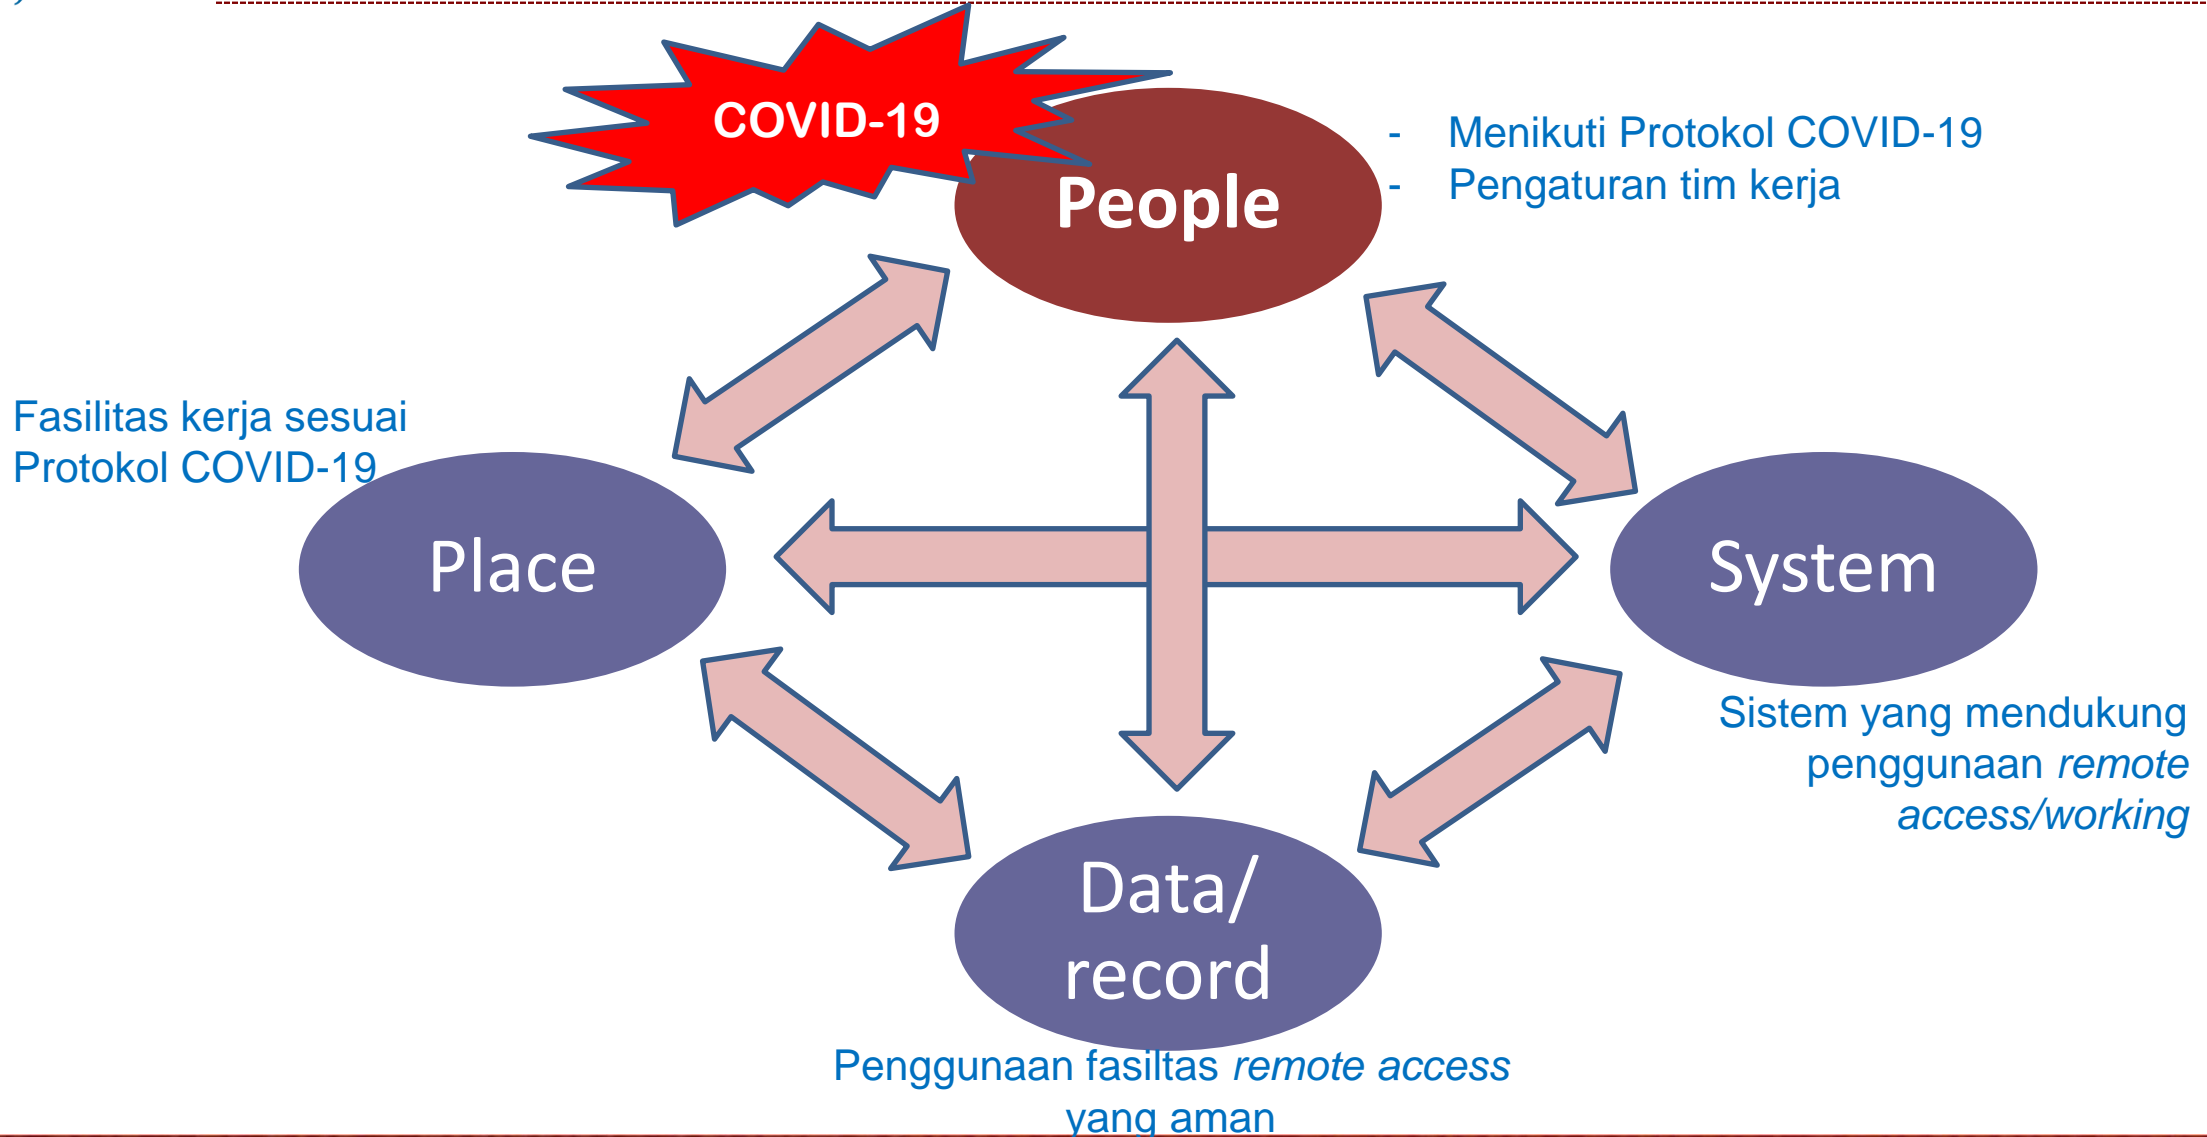 COVID-19
People
- Menikuti Protokol COVID-19
- Pengaturan tim kerja
Fasilitas kerja sesuai
Protokol COVID-19
Place
System
Sistem yang mendukung
penggunaan remote
access/working
Data/
record
Penggunaan fasiltas remote access
yang aman